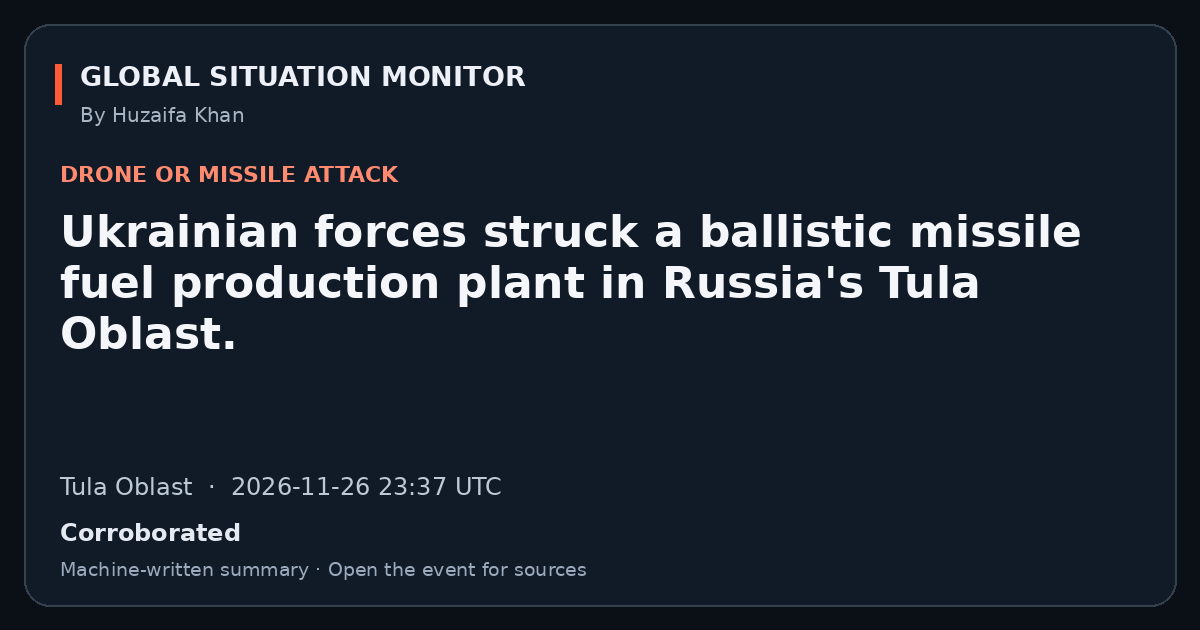 GLOBAL SITUATION MONITOR
By Huzaifa Khan
DRONE OR MISSILE ATTACK
Ukrainian forces struck a ballistic missile
fuel production plant in Russia's Tula
Oblast.
Tula Oblast · 2026-11-26 23:37 UTC
Corroborated
Machine-written summary · Open the event for sources